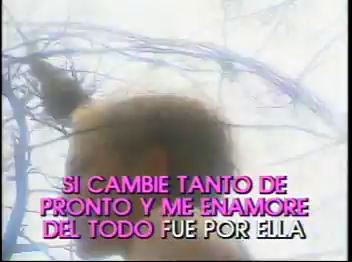 SI CAMBIE TANTO DE
PRONTO Y ME ENAMORE
DEL TODO FUE POR ELLA